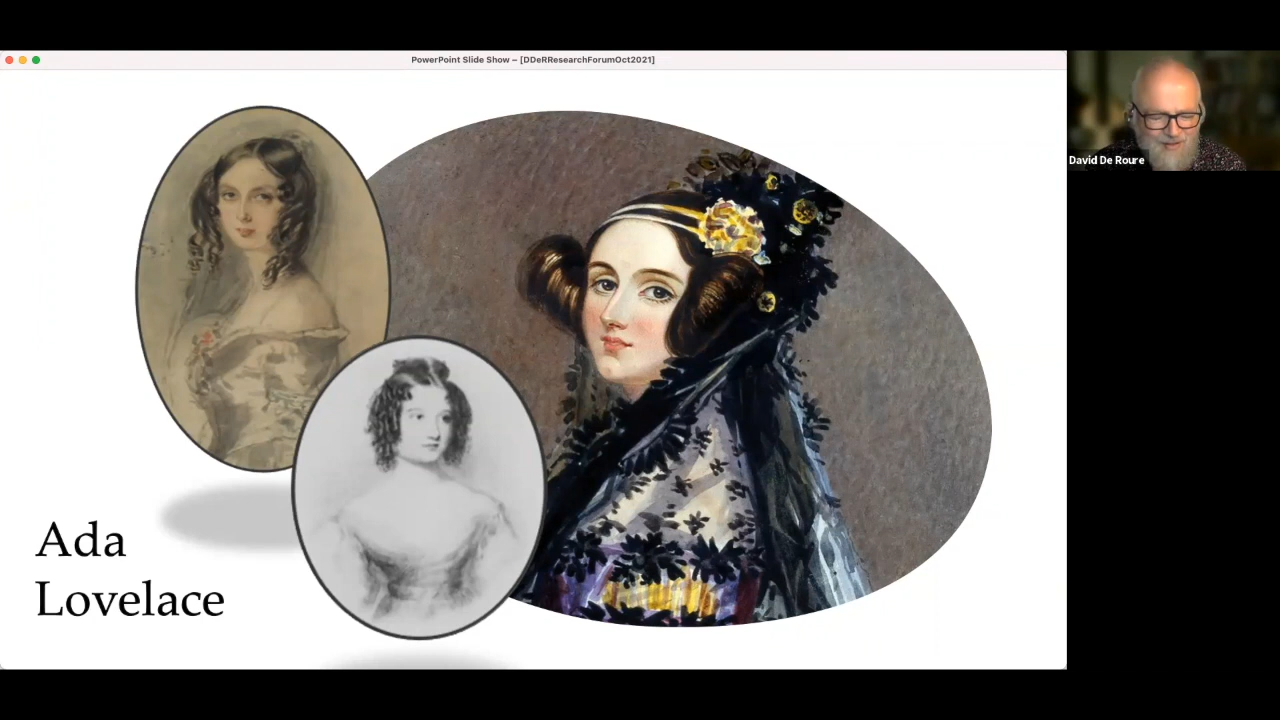 PowerPoint Slide Show – [DDeRResearchForumOct2021]
David De Roure
Ada
Lovelace